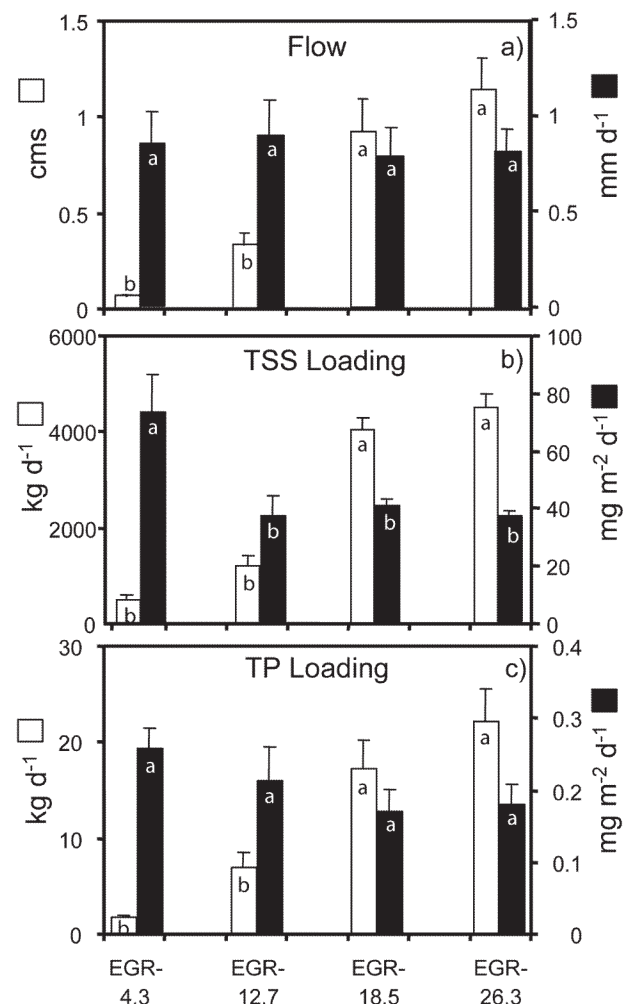 Flow
a)
1.5
1
0.5
0
cms
1.5
1
0.5
0
mm d-1
b a b a a a a a
TSS Loading
b)
6000
4000
2000
0
kg d-1
100
80
60
40
20
0
mg m-2 d-1
b a b b a b a b
TP Loading
c)
30
20
10
0
kg d-1
0.4
0.3
0.2
0.1
0
mg m-2 d-1
b a b a a a a a
EGR- EGR- EGR- EGR-
4.3 12.7 18.5 26.3